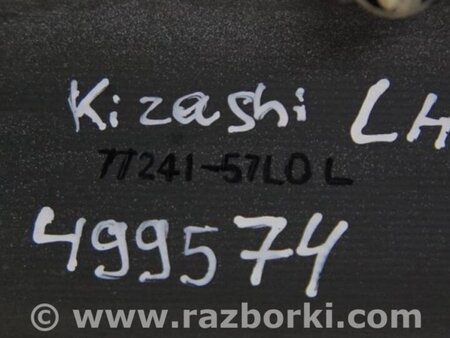 Kizashi LH
77241-57L0 L
499574
© www.razborki.com